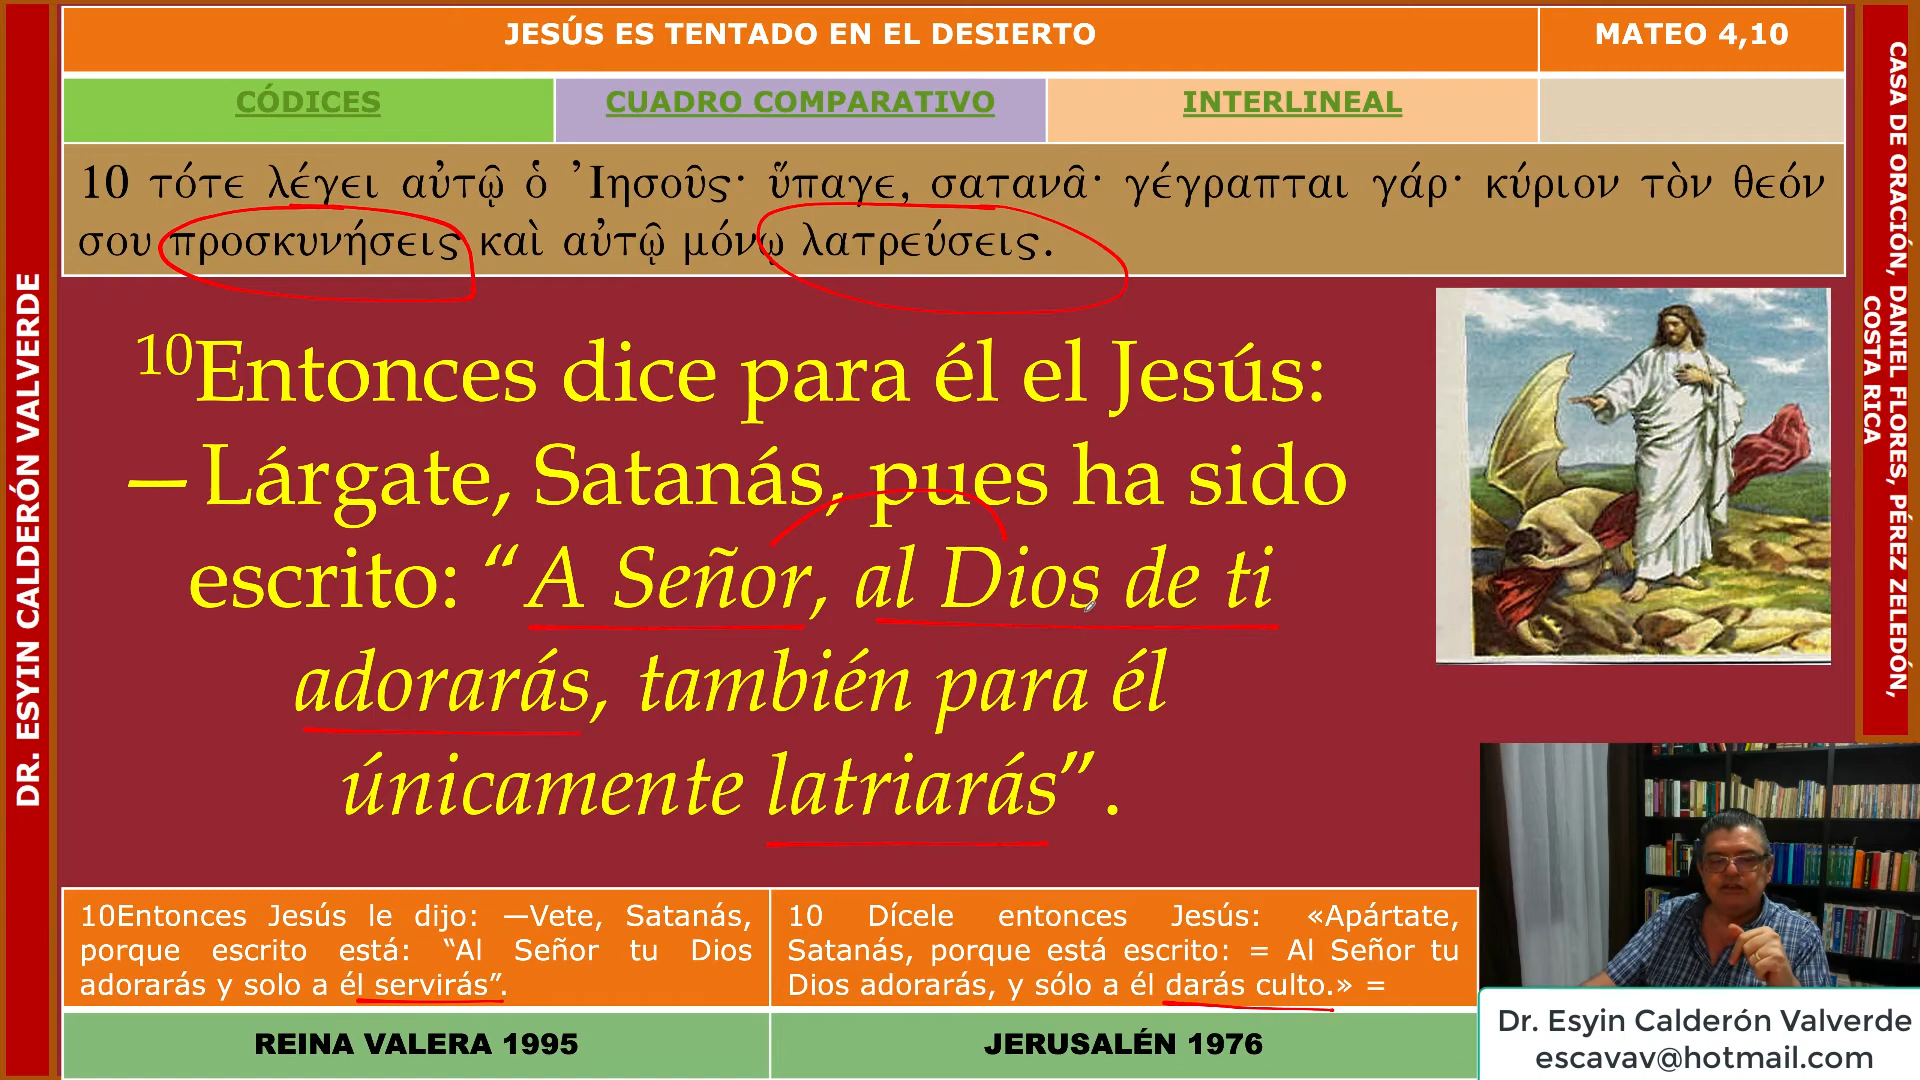 JESÚS ES TENTADO EN EL DESIERTO
MATEO 4,10
CÓDICES
CUADRO COMPARATIVO
INTERLINEAL
10 τότε λέγει αὐτῷ ὁ Ἰησοῦς· ὕπαγε, σατανᾶ· γέγραπται γάρ· κύριον τὸν θεόν
σου προσκυνήσεις καὶ αὐτῷ μόνῳ λατρεύσεις.
10Entonces dice para él el Jesús:
—Lárgate, Satanás, pues ha sido
escrito: “A Señor, al Dios de ti
adorarás, también para él
únicamente latriarás”.
10Entonces Jesús le dijo: —Vete, Satanás,
porque escrito está: “Al Señor tu Dios
adorarás y solo a él servirás”.
10 Dícele entonces Jesús: «Apártate,
Satanás, porque está escrito: = Al Señor tu
Dios adorarás, y sólo a él darás culto.» =
REINA VALERA 1995
JERUSALÉN 1976
DR. ESYIN CALDERÓN VALVERDE
CASA DE ORACIÓN, DANIEL FLORES, PÉREZ ZELEDÓN,
COSTA RICA
Dr. Esyin Calderón Valverde
escavav@hotmail.com